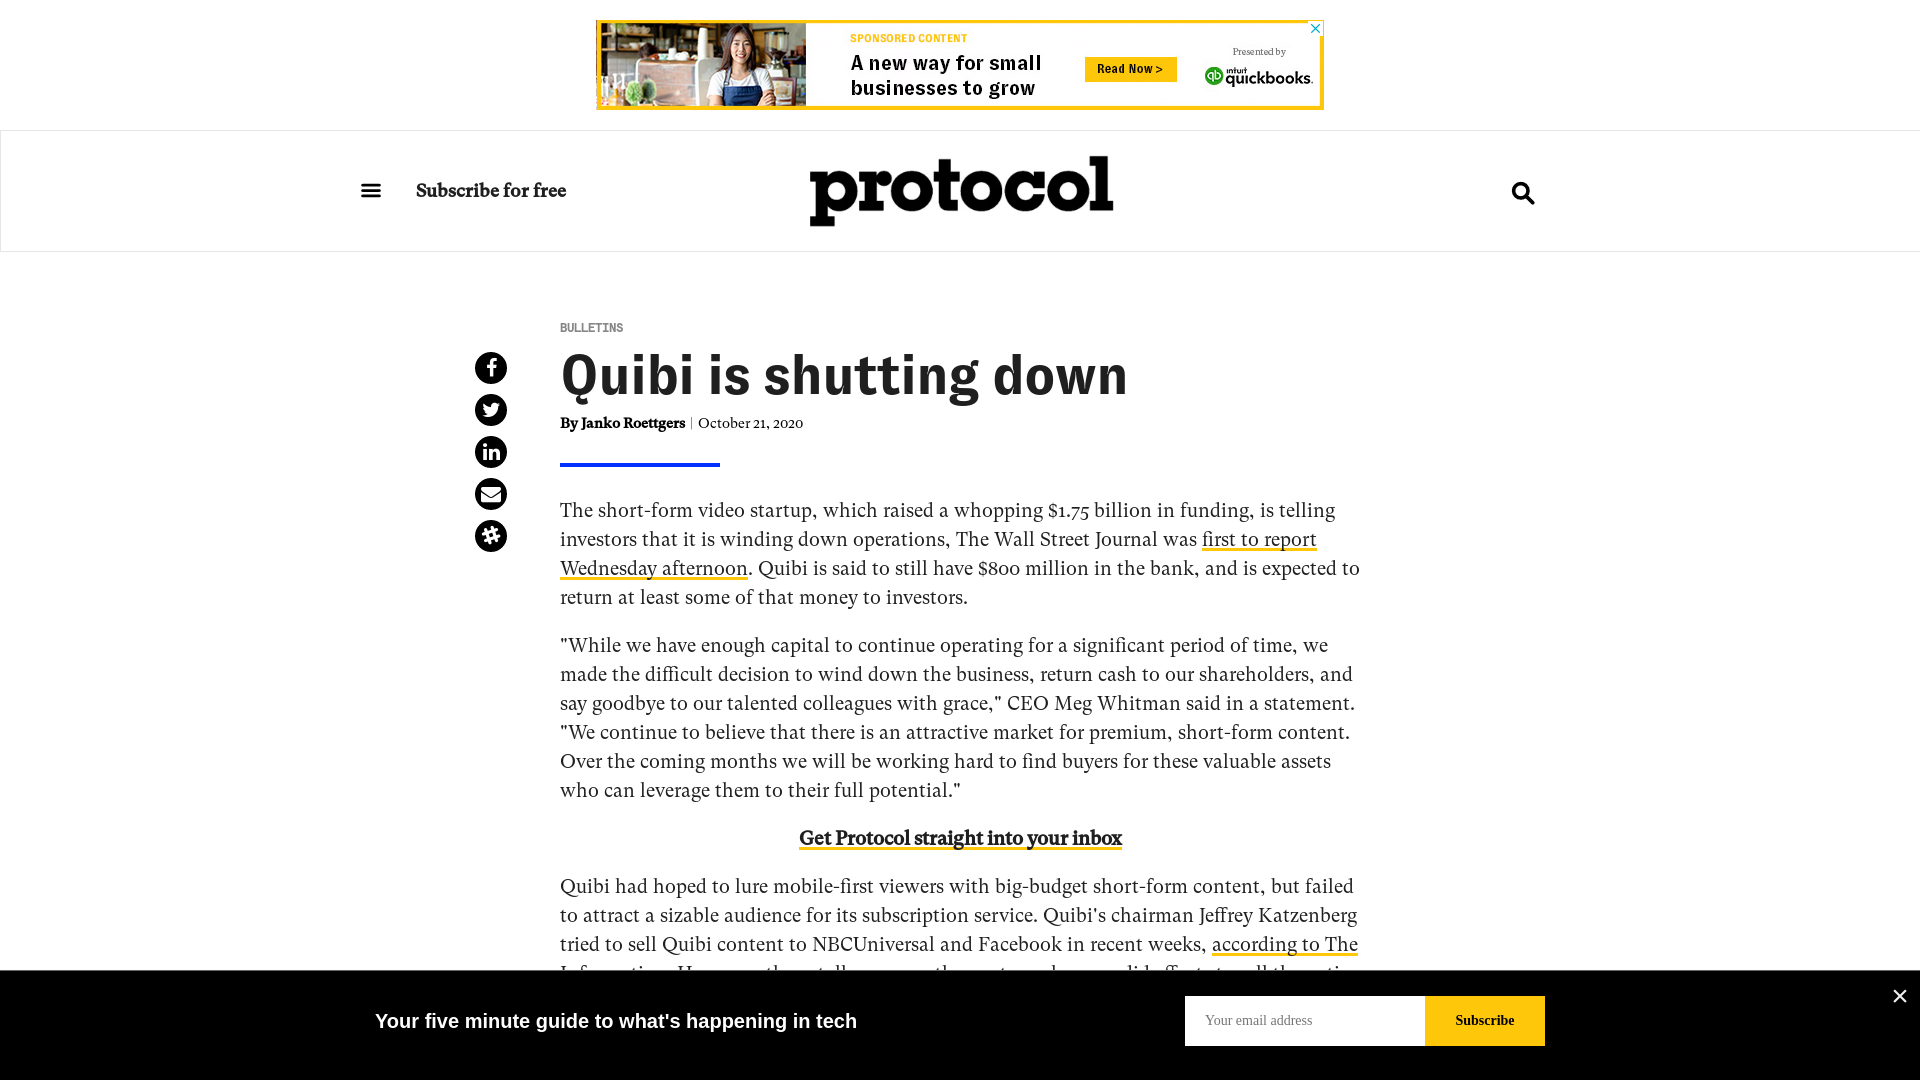 SPONSORED CONTENT
A new way for small
businesses to grow
Read Now >
Presented by
qb intuit
quickbooks.
Subscribe for free
protocol
BULLETINS
Quibi is shutting down
By Janko Roettgers | October 21, 2020
The short-form video startup, which raised a whopping $1.75 billion in funding, is telling
investors that it is winding down operations, The Wall Street Journal was first to report
Wednesday afternoon. Quibi is said to still have $800 million in the bank, and is expected to
return at least some of that money to investors.
"While we have enough capital to continue operating for a significant period of time, we
made the difficult decision to wind down the business, return cash to our shareholders, and
say goodbye to our talented colleagues with grace," CEO Meg Whitman said in a statement.
"We continue to believe that there is an attractive market for premium, short-form content.
Over the coming months we will be working hard to find buyers for these valuable assets
who can leverage them to their full potential."
Get Protocol straight into your inbox
Quibi had hoped to lure mobile-first viewers with big-budget short-form content, but failed
to attract a sizable audience for its subscription service. Quibi's chairman Jeffrey Katzenberg
tried to sell Quibi content to NBCUniversal and Facebook in recent weeks, according to The
Your five minute guide to what's happening in tech
Your email address
Subscribe